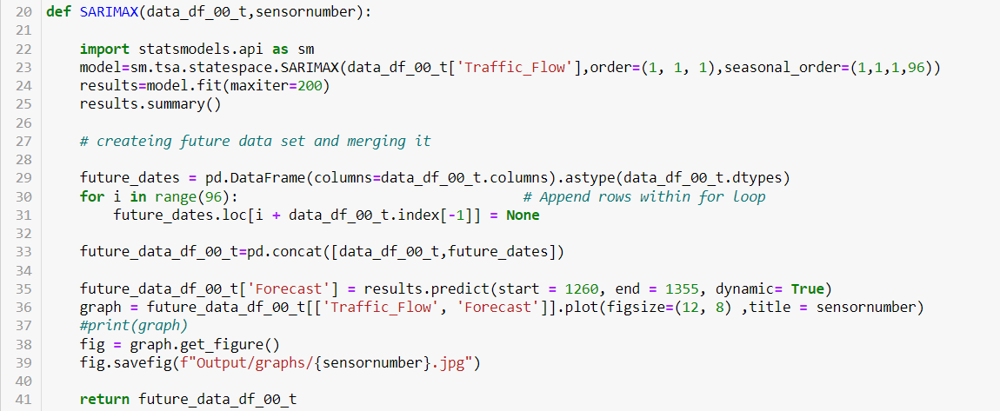 20 def SARIMAX(data_df_00_t,sensornumber):
21
22     import statsmodels.api as sm
23     model=sm.tsa.statespace.SARIMAX(data_df_00_t['Traffic_Flow'],order=(1, 1, 1),seasonal_order=(1,1,1,96))
24     results=model.fit(maxiter=200)
25     results.summary()
26
27     # createing future data set and merging it
28
29     future_dates = pd.DataFrame(columns=data_df_00_t.columns).astype(data_df_00_t.dtypes)
30     for i in range(96):                                  # Append rows within for loop
31         future_dates.loc[i + data_df_00_t.index[-1]] = None
32
33     future_data_df_00_t=pd.concat([data_df_00_t,future_dates])
34
35     future_data_df_00_t['Forecast'] = results.predict(start = 1260, end = 1355, dynamic= True)
36     graph = future_data_df_00_t[['Traffic_Flow', 'Forecast']].plot(figsize=(12, 8) ,title = sensornumber)
37     #print(graph)
38     fig = graph.get_figure()
39     fig.savefig(f"Output/graphs/{sensornumber}.jpg")
40
41     return future_data_df_00_t